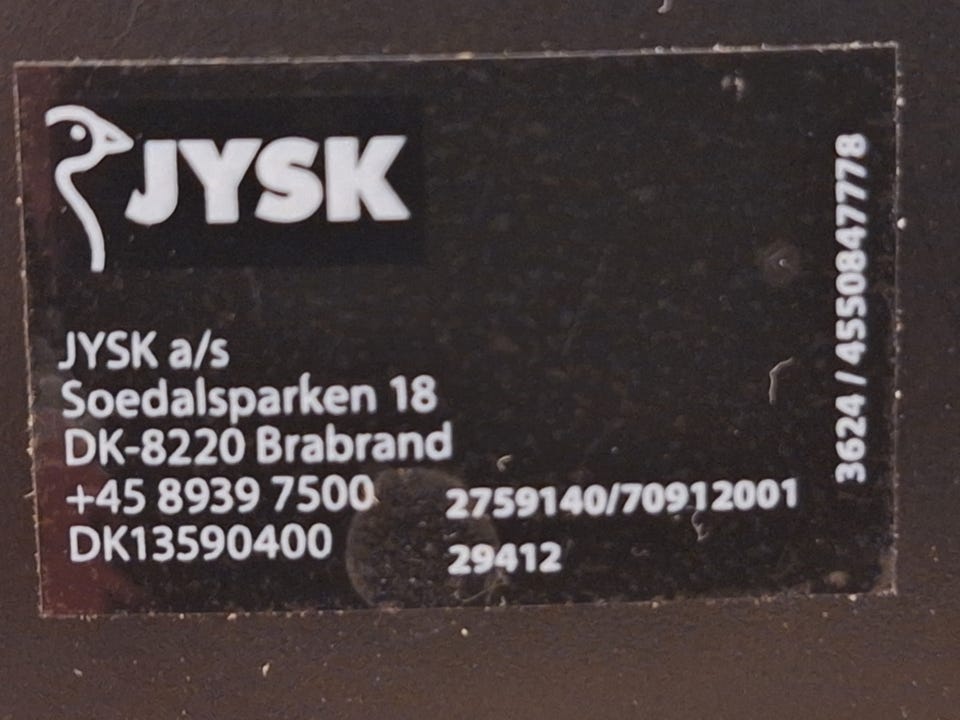 JYSK
JYSK a/s
Soedalsparken 18
DK-8220 Brabrand
+45 8939 7500
DK13590400
2759140/70912001
29412
3624 / 4550847778